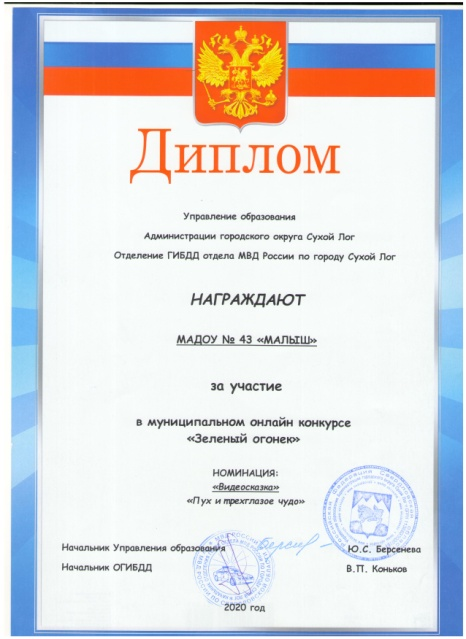 Диплом
Управление образования
Администрации городского округа Сухой Лог
Отделение ГИБДД отдела МВД России по городу Сухой Лог
НАГРАЖДАЮТ
МАДОУ № 43 «МАЛЫШ»
за участие
в муниципальном онлайн конкурсе
«Зеленый огонек»
НОМИНАЦИЯ:
«Видеосказка»
«Пух и трехглазое чудо»
Начальник Управления образования Ю.С. Берсенева
Начальник ОГИБДД В.П. Коньков
2020 год